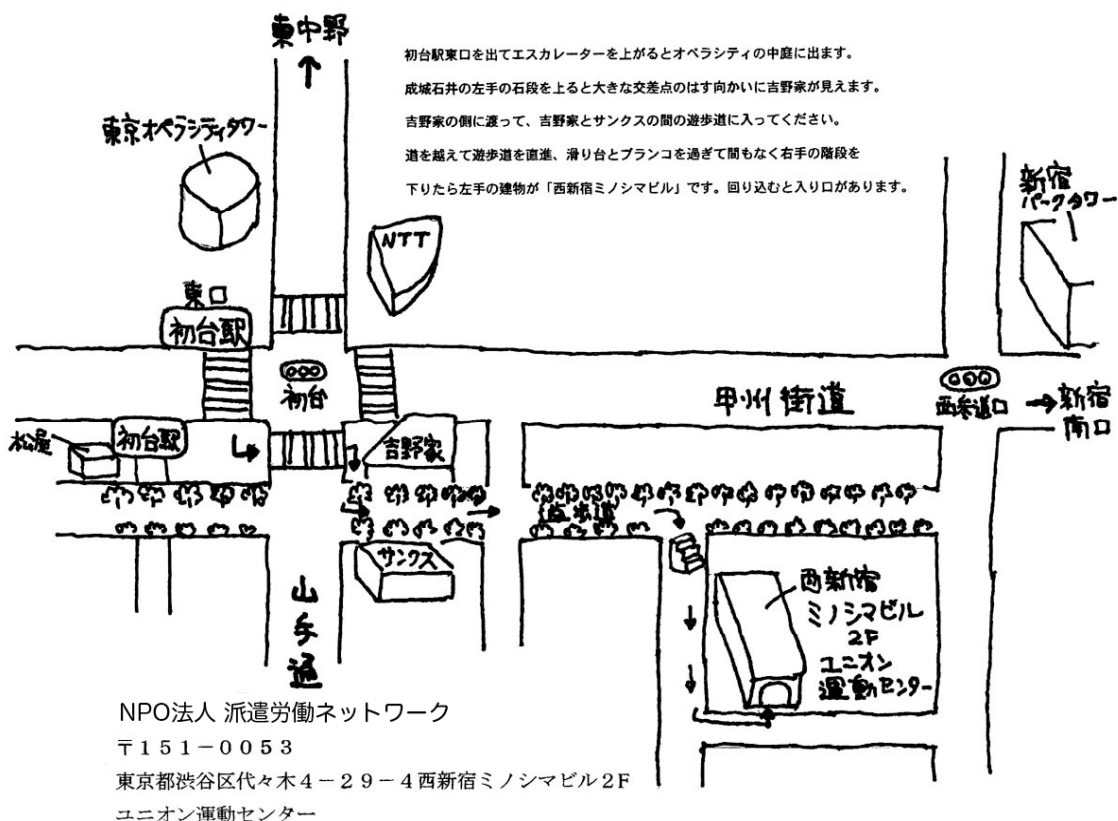 東中野
初台駅東口を出てエスカレーターを上がるとオペラシティの中庭に出ます。
成城石井の左手の石段を上ると大きな交差点のはす向かいに吉野家が見えます。
吉野家の側に渡って、吉野家とサンクスの間の遊歩道に入ってください。
道を越えて遊歩道を直進、滑り台とブランコを過ぎて間もなく右手の階段を
下りたら左手の建物が「西新宿ミノシマビル」です。回り込むと入り口があります。
東京オペラシティタワー
新宿
パークタワー
NTT
東口
初台駅
初台
甲州街道
西参道口
新宿
南口
松屋
初台駅
吉野家
遊歩道
サンクス
山手通
西新宿
ミノシマビル
2F
ユニオン
運動センター
NPO法人 派遣労働ネットワーク
〒151-0053
東京都渋谷区代々木4-29-4西新宿ミノシマビル2F
ユニオン運動センター